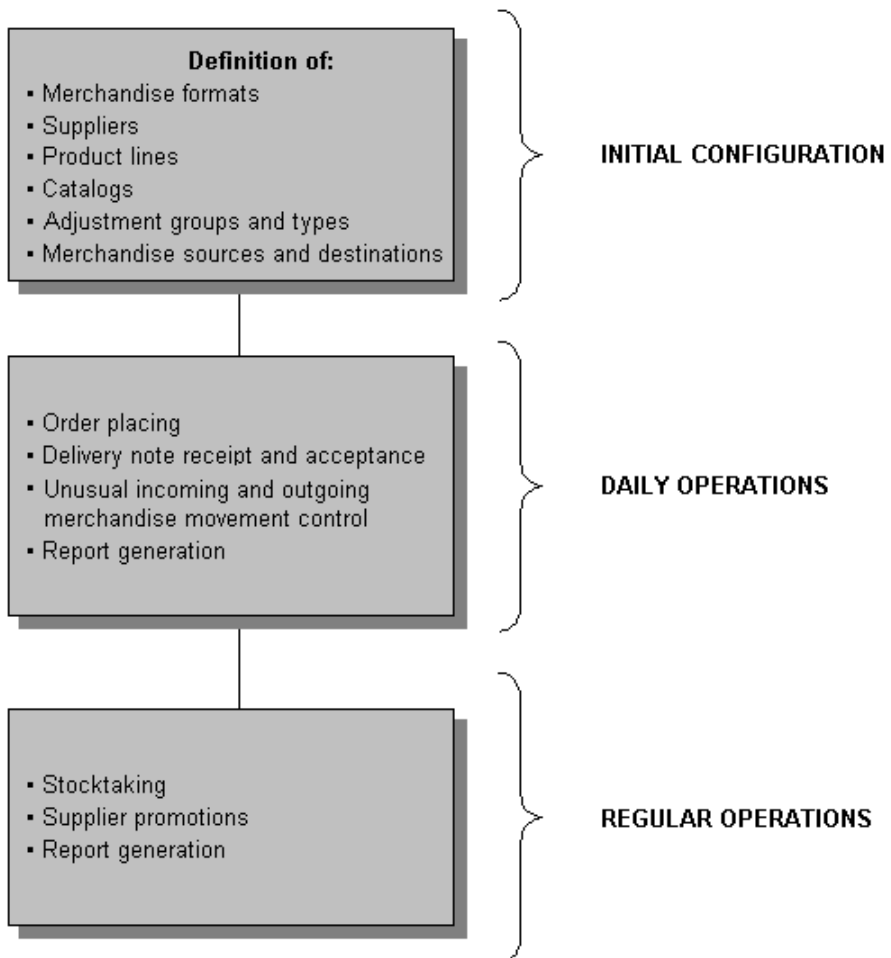 Definition of:
▪ Merchandise formats
▪ Suppliers
▪ Product lines
▪ Catalogs
▪ Adjustment groups and types
▪ Merchandise sources and destinations
INITIAL CONFIGURATION
▪ Order placing
▪ Delivery note receipt and acceptance
▪ Unusual incoming and outgoing
merchandise movement control
▪ Report generation
DAILY OPERATIONS
▪ Stocktaking
▪ Supplier promotions
▪ Report generation
REGULAR OPERATIONS